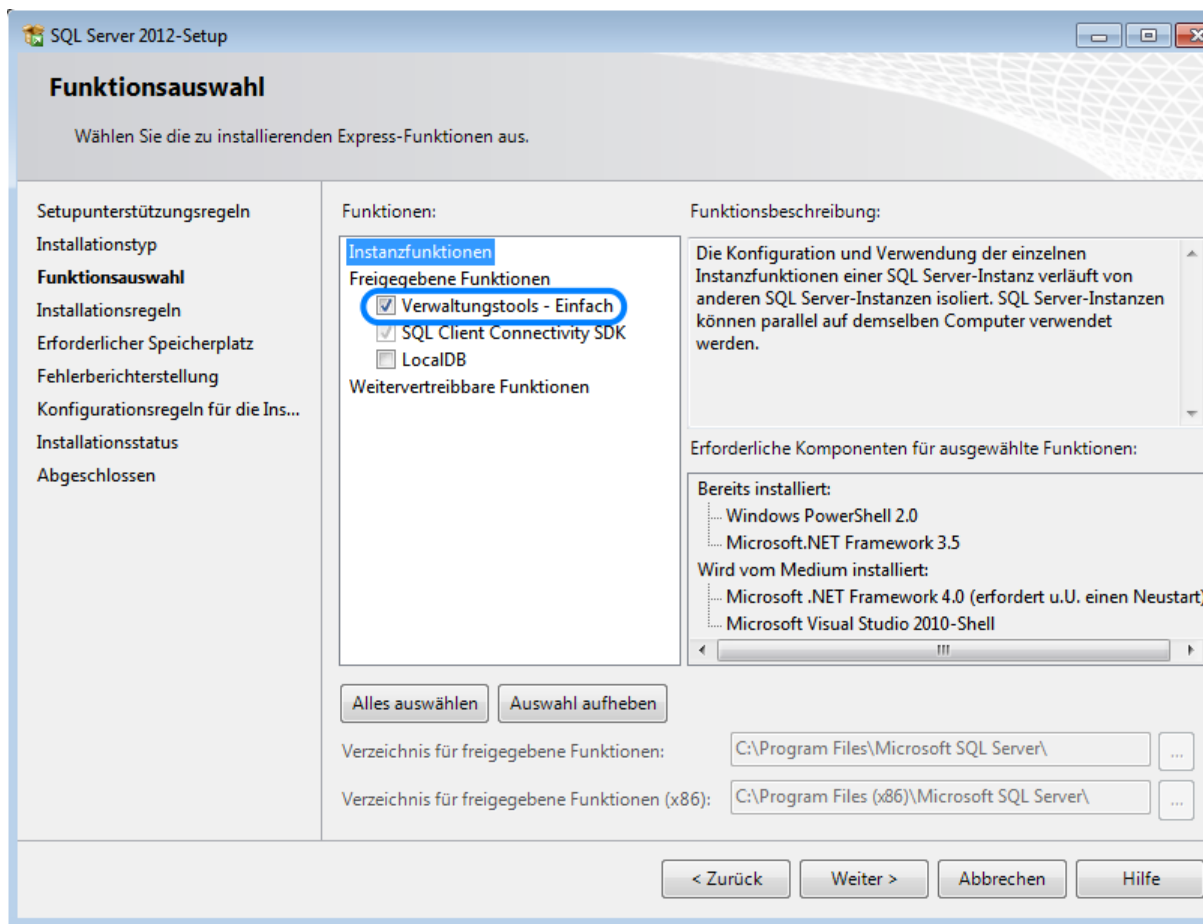 SQL Server 2012-Setup
Funktionsauswahl
Wählen Sie die zu installierenden Express-Funktionen aus.
Setupunterstützungsregeln
Installationstyp
Funktionsauswahl
Installationsregeln
Erforderlicher Speicherplatz
Fehlerberichterstellung
Konfigurationsregeln für die Ins...
Installationsstatus
Abgeschlossen
Funktionen:
Instanzfunktionen
Freigegebene Funktionen
Verwaltungstools - Einfach
SQL Client Connectivity SDK
LocalDB
Weitervertreibbare Funktionen
Funktionsbeschreibung:
Die Konfiguration und Verwendung der einzelnen
Instanzfunktionen einer SQL Server-Instanz verläuft von
anderen SQL Server-Instanzen isoliert. SQL Server-Instanzen
können parallel auf demselben Computer verwendet
werden.
Erforderliche Komponenten für ausgewählte Funktionen:
Bereits installiert:
Windows PowerShell 2.0
Microsoft.NET Framework 3.5
Wird vom Medium installiert:
Microsoft .NET Framework 4.0 (erfordert u.U. einen Neustart)
Microsoft Visual Studio 2010-Shell
Alles auswählen
Auswahl aufheben
Verzeichnis für freigegebene Funktionen:
C:\Program Files\Microsoft SQL Server\
...
Verzeichnis für freigegebene Funktionen (x86):
C:\Program Files (x86)\Microsoft SQL Server\
...
< Zurück
Weiter >
Abbrechen
Hilfe